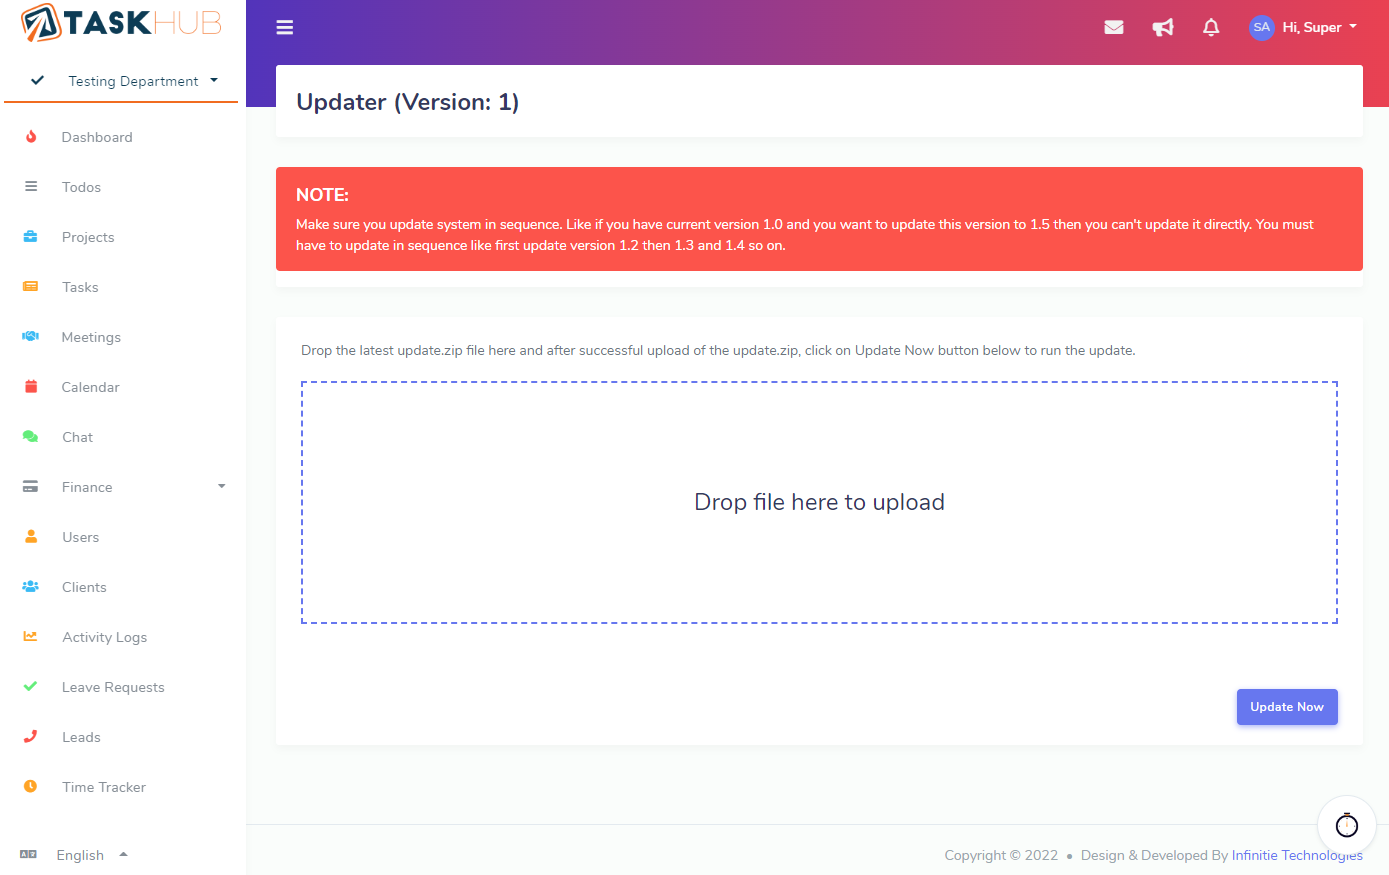 TASKHUB
Testing Department
Dashboard
Todos
Projects
Tasks
Meetings
Calendar
Chat
Finance
Users
Clients
Activity Logs
Leave Requests
Leads
Time Tracker
English
SA Hi, Super
Updater (Version: 1)
NOTE:
Make sure you update system in sequence. Like if you have current version 1.0 and you want to update this version to 1.5 then you can't update it directly. You must
have to update in sequence like first update version 1.2 then 1.3 and 1.4 so on.
Drop the latest update.zip file here and after successful upload of the update.zip, click on Update Now button below to run the update.
Drop file here to upload
Update Now
Copyright © 2022 • Design & Developed By Infinitie Technologies